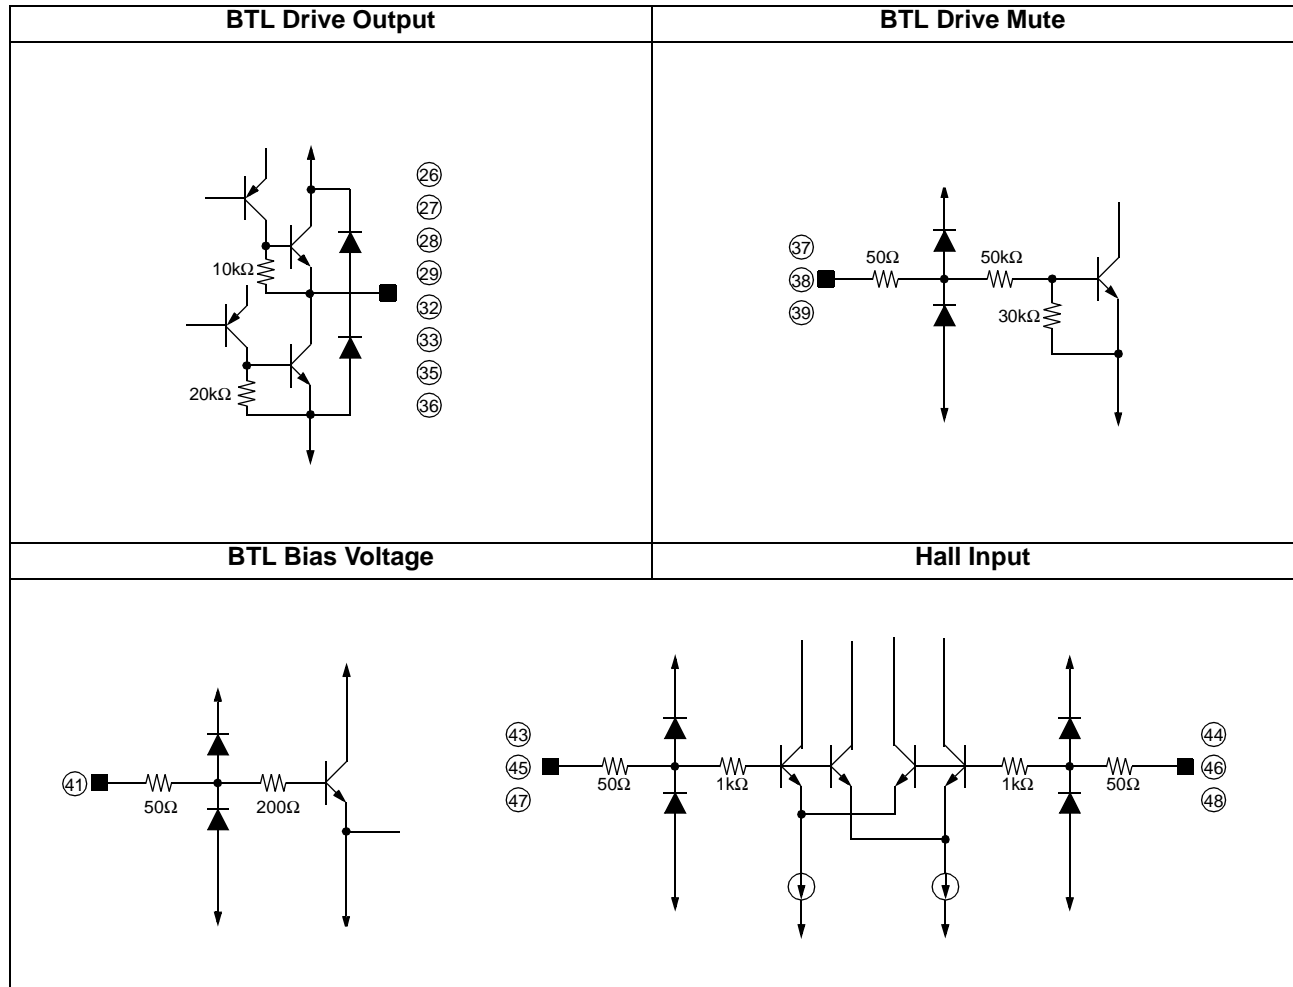 BTL Drive Output
BTL Drive Mute
26
27
28
29
32
33
35
36
10kΩ
20kΩ
37
38
39
50Ω
50kΩ
30kΩ
BTL Bias Voltage
Hall Input
41
50Ω
200Ω
43
45
47
50Ω
1kΩ
1kΩ
50Ω
44
46
48